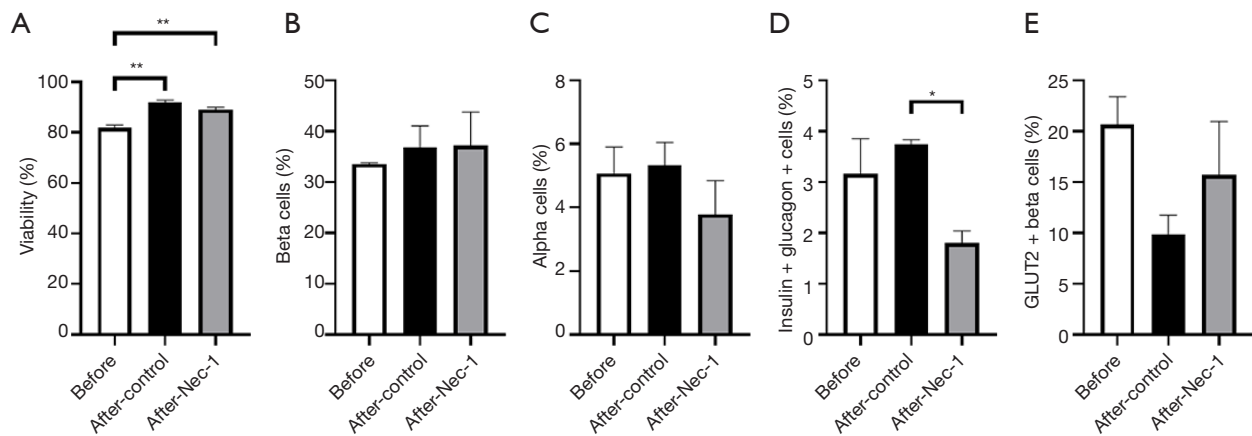 A
Viability (%)
100
80
60
40
20
0
**
**
Before
After-control
After-Nec-1
B
Beta cells (%)
50
40
30
20
10
0
Before
After-control
After-Nec-1
C
Alpha cells (%)
8
6
4
2
0
Before
After-control
After-Nec-1
D
Insulin + glucagon + cells (%)
5
4
3
2
1
0
*
Before
After-control
After-Nec-1
E
GLUT2 + beta cells (%)
25
20
15
10
5
0
Before
After-control
After-Nec-1